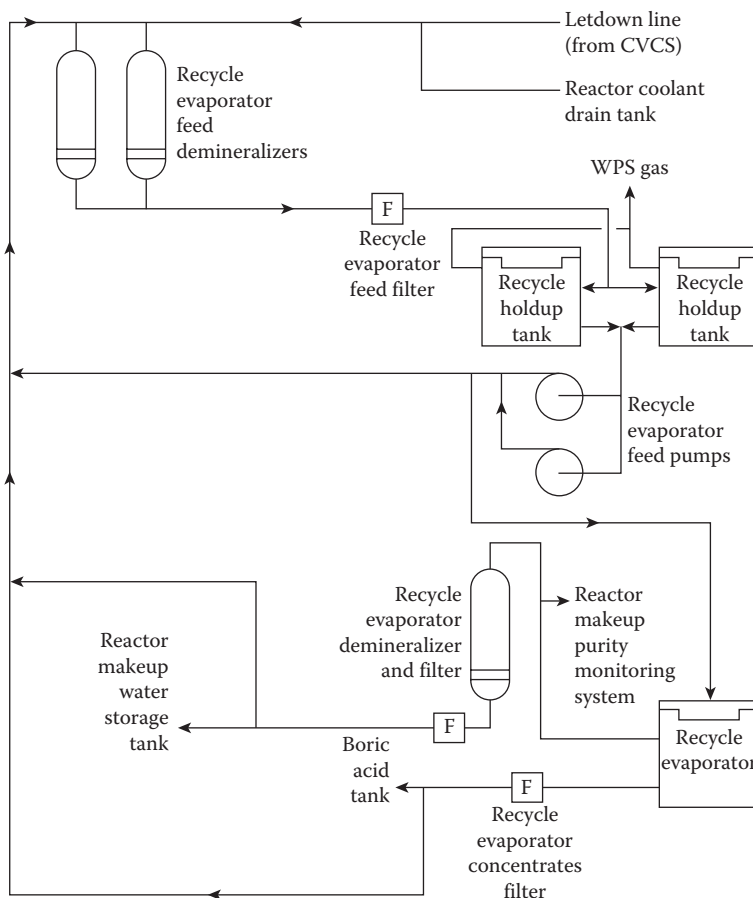 Letdown line
(from CVCS)
Recycle
evaporator
feed
demineralizers
Reactor coolant
drain tank
WPS gas
F
Recycle
evaporator
feed filter
Recycle
holdup
tank
Recycle
holdup
tank
Recycle
evaporator
feed pumps
Recycle
evaporator
demineralizer
and filter
Reactor
makeup
purity
monitoring
system
Reactor
makeup
water
storage
tank
F
Boric
acid
tank
Recycle
evaporator
F
Recycle
evaporator
concentrates
filter